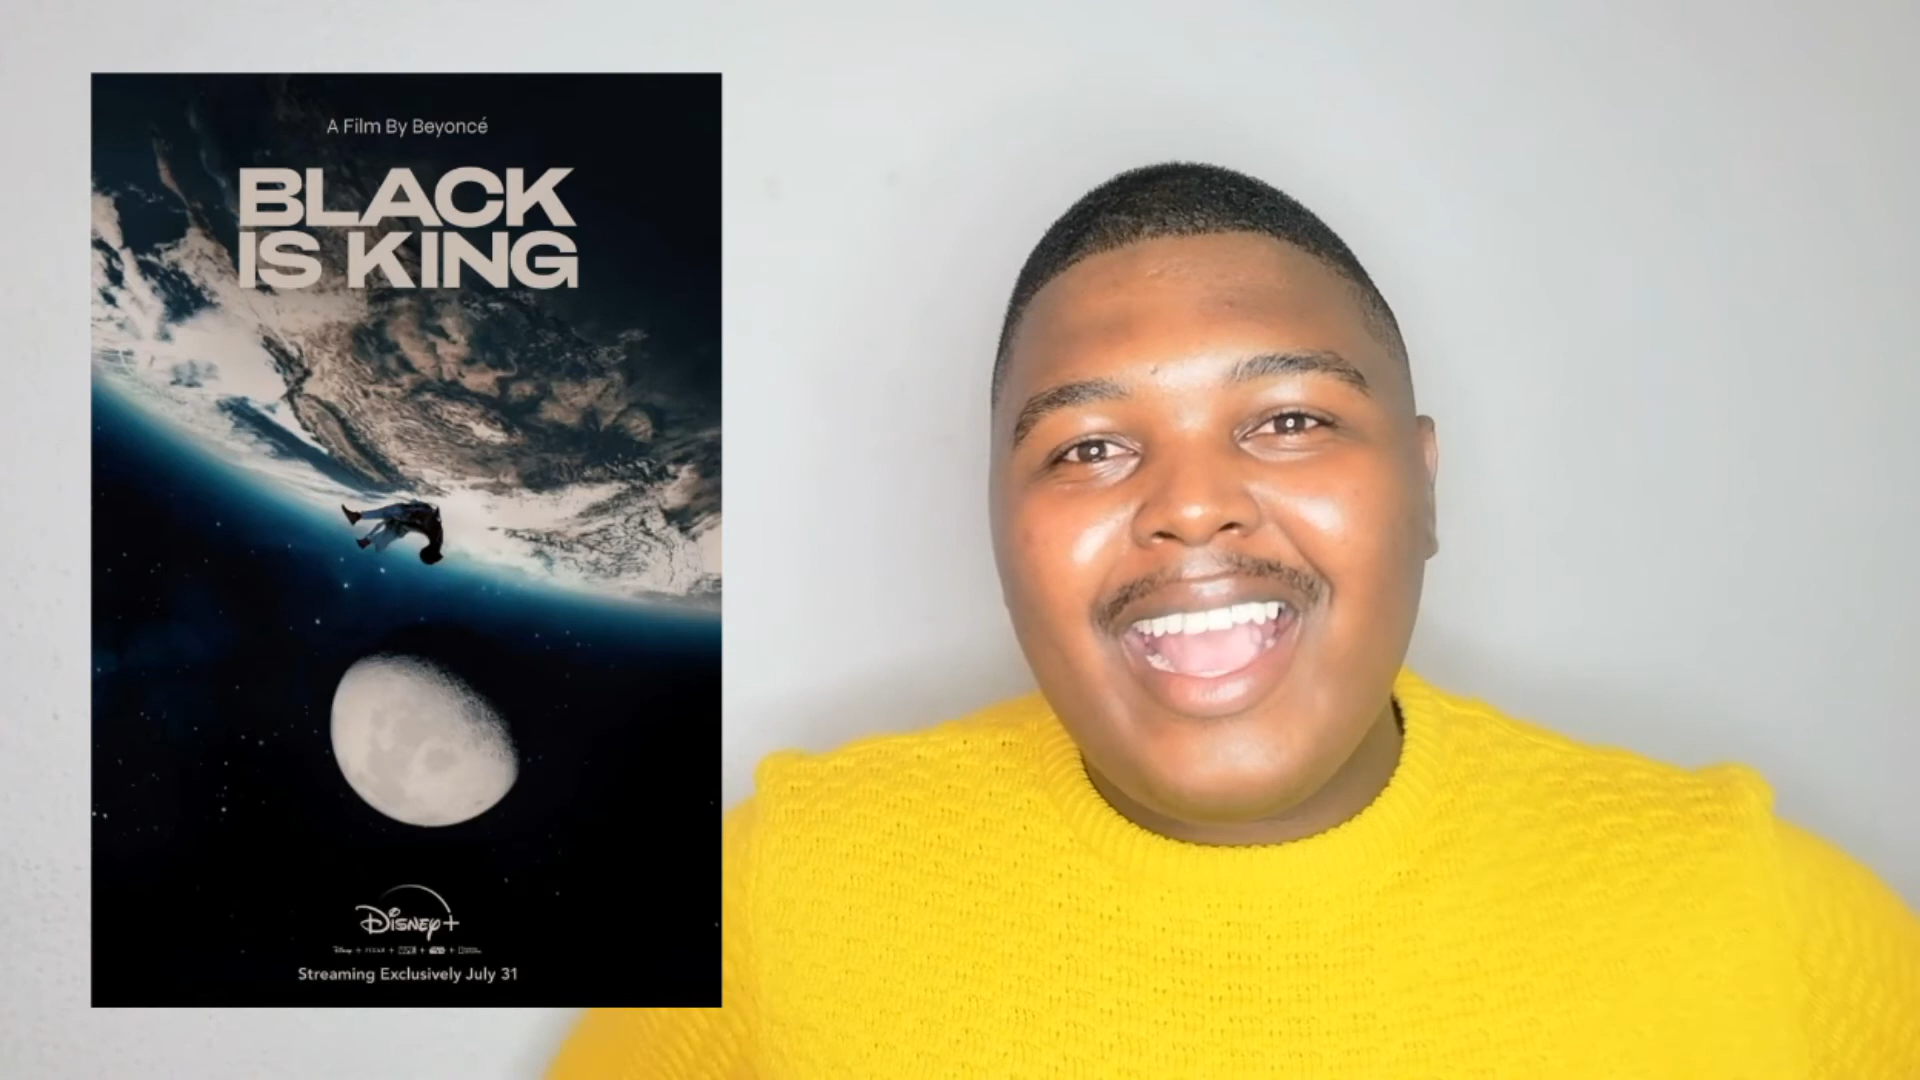 A Film By Beyoncé
BLACK
IS KING
Disney+
Streaming Exclusively July 31